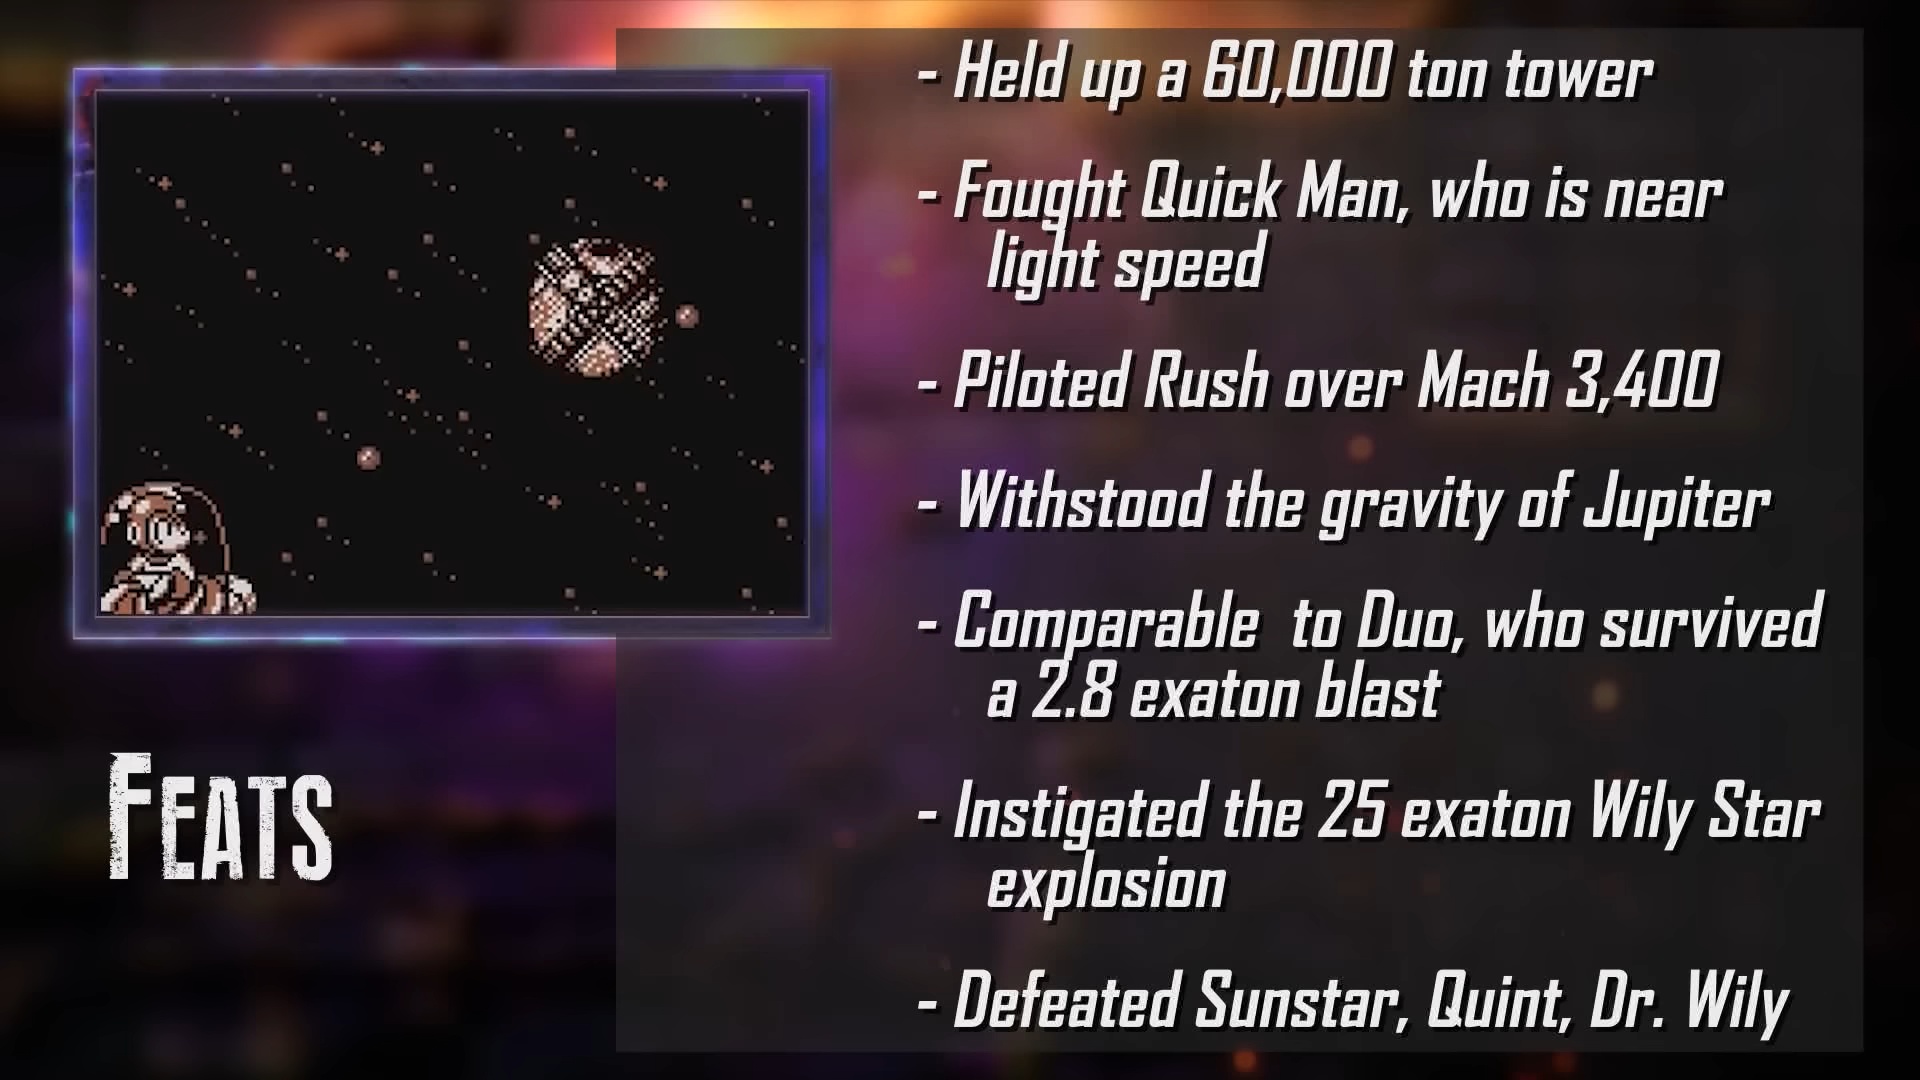 - Held up a 60,000 ton tower
- Fought Quick Man, who is near
light speed
- Piloted Rush over Mach 3,400
- Withstood the gravity of Jupiter
- Comparable to Duo, who survived
a 2.8 exaton blast
- Instigated the 25 exaton Wily Star
explosion
- Defeated Sunstar, Quint, Dr. Wily
Feats